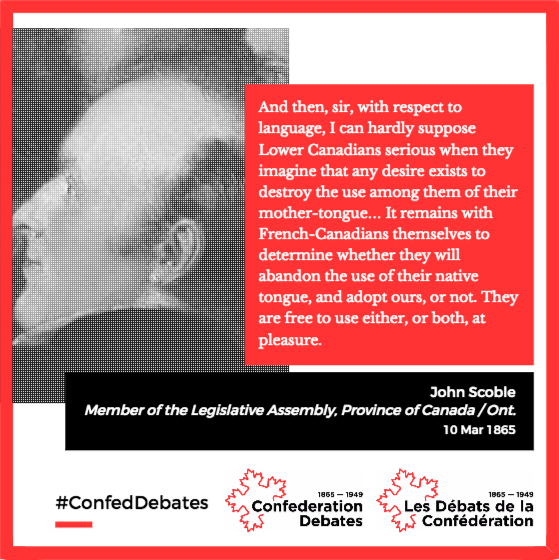 And then, sir, with respect to
language, I can hardly suppose
Lower Canadians serious when they
imagine that any desire exists to
destroy the use among them of their
mother-tongue... It remains with
French-Canadians themselves to
determine whether they will
abandon the use of their native
tongue, and adopt ours, or not. They
are free to use either, or both, at
pleasure.
John Scoble
Member of the Legislative Assembly, Province of Canada / Ont.
10 Mar 1865
#ConfedDebates
1865 — 1949
Confederation
Debates
1865 — 1949
Les Débats de la
Confédération